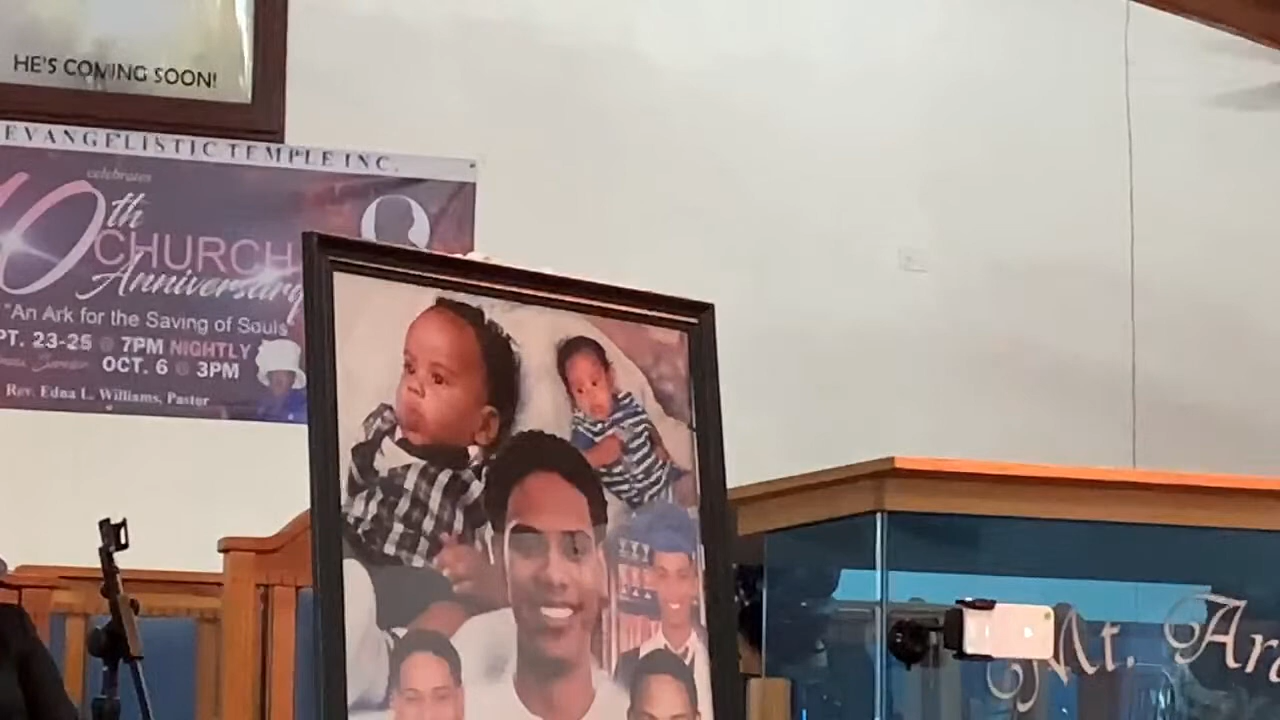 HE'S COMING SOON!
EVANGELISTIC TEMPLE INC.
celebrates
0th
CHURCH
Anniversary
"An Ark for the Saving of Souls"
PT. 23-25 @ 7PM NIGHTLY
OCT. 6 @ 3PM
Rev. Edna L. Williams, Pastor
Mt. Ara